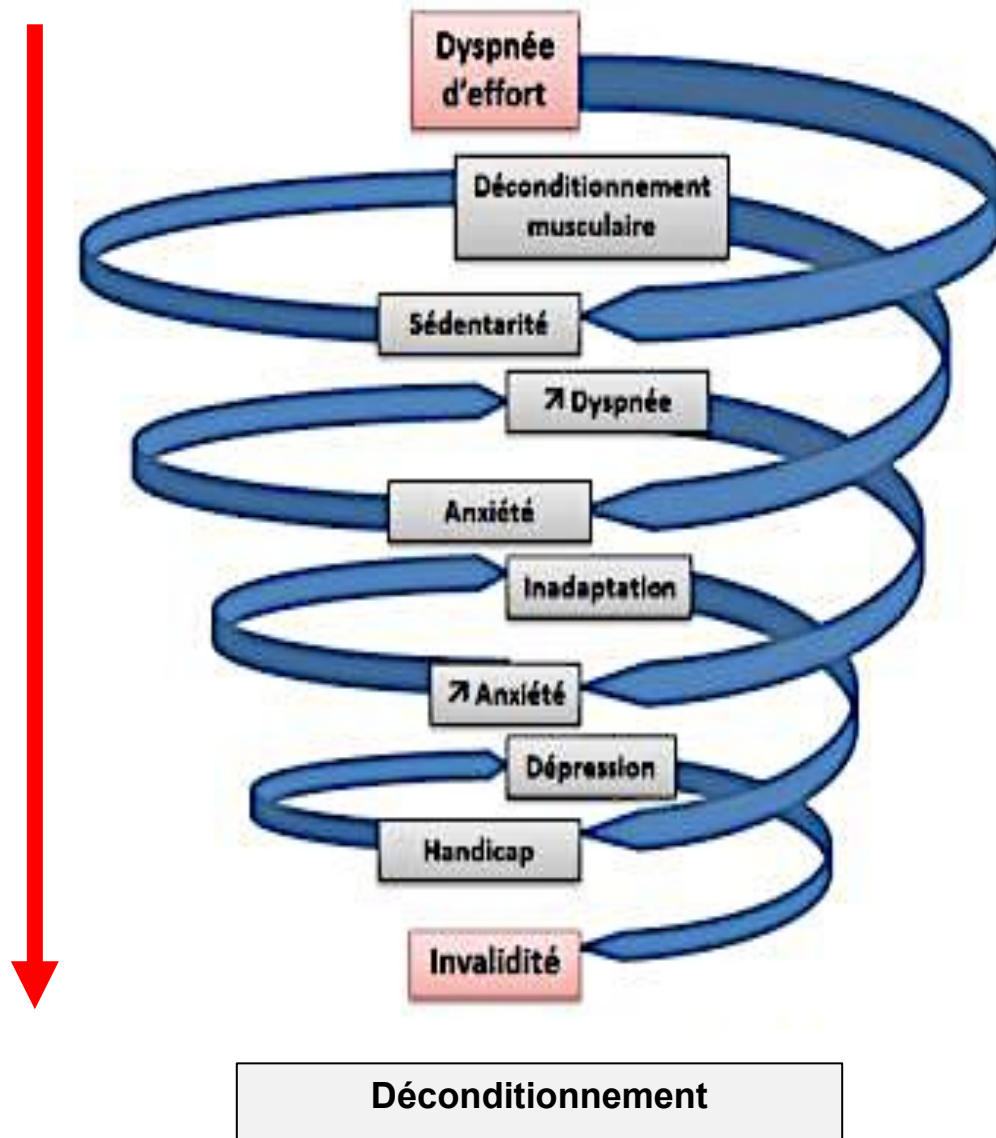 Dyspnée
d'effort
Déconditionnement
musculaire
Sédentarité
↗ Dyspnée
Anxiété
Inadaptation
↗ Anxiété
Dépression
Handicap
Invalidité
Déconditionnement